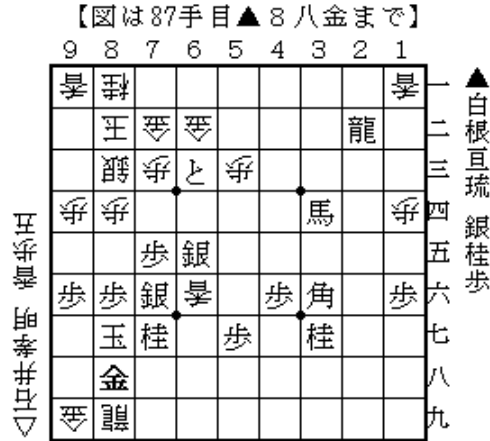 【図は87手目▲8八金まで】
9 8 7 6 5 4 3 2 1
香 桂 香 一
王 金 金 龍 二
銀 歩 と 歩 三
歩 歩 馬 歩 四
歩 銀 五
歩 歩 銀 香 歩 角 歩 六
玉 桂 歩 桂 七
金 八
金 龍 九
▲白根亘琉 銀桂歩
△石井孝明 香歩五